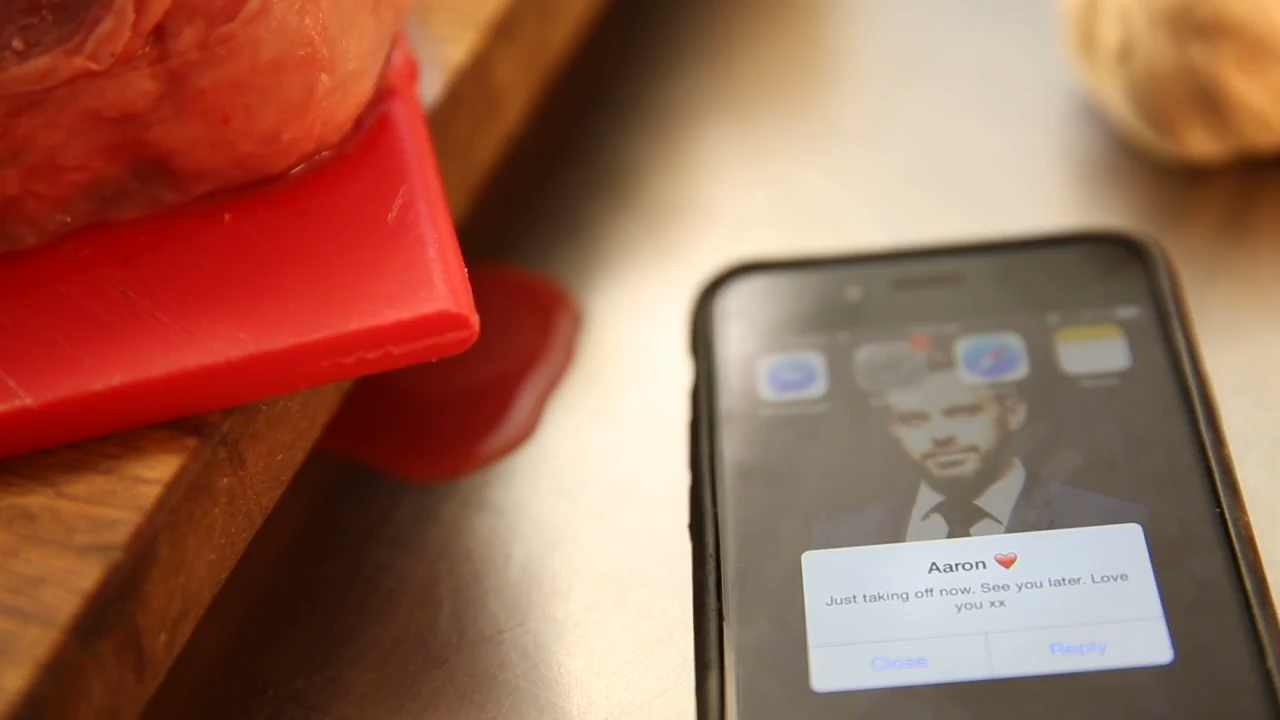 Aaron ❤️
Just taking off now. See you later. Love
you xx
Close
Reply